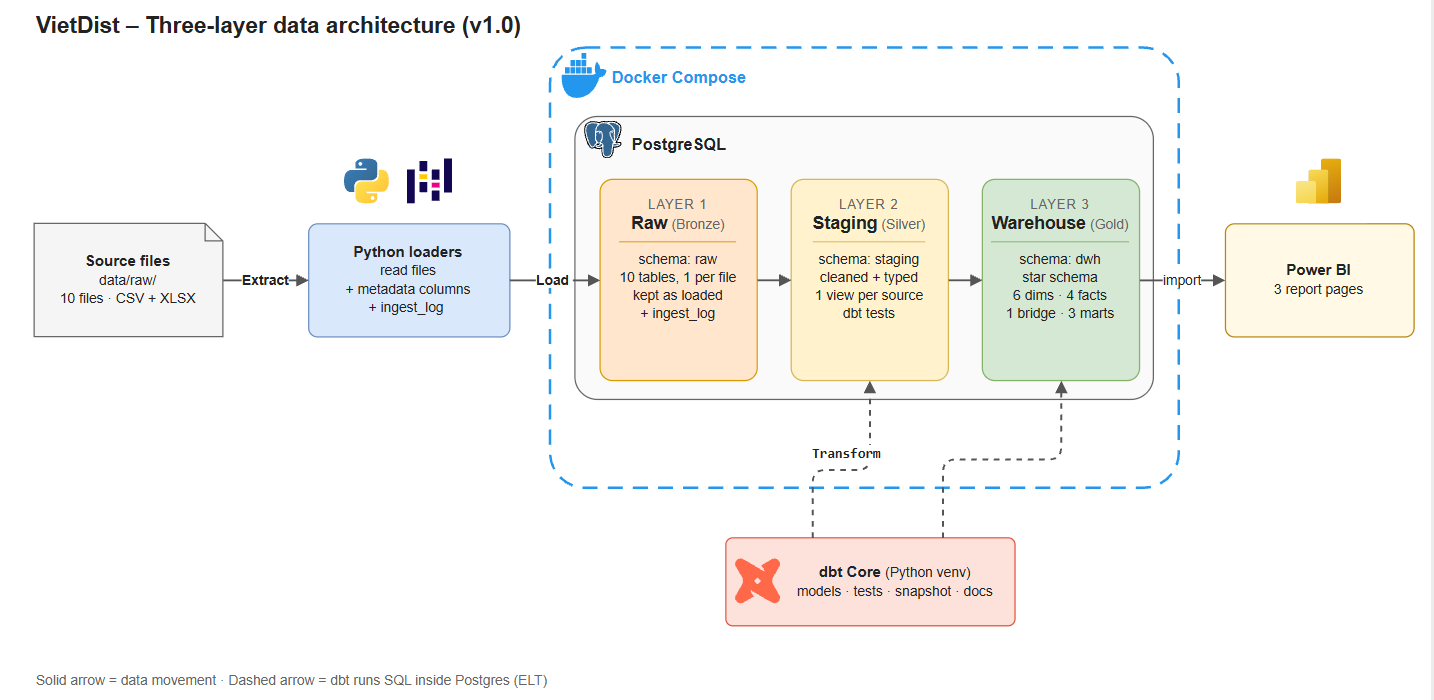 VietDist – Three-layer data architecture (v1.0)
Docker Compose
PostgreSQL
Source files
data/raw/
10 files · CSV + XLSX
Extract
Python loaders
read files
+ metadata columns
+ ingest_log
Load
LAYER 1
Raw (Bronze)
schema: raw
10 tables, 1 per file
kept as loaded
+ ingest_log
LAYER 2
Staging (Silver)
schema: staging
cleaned + typed
1 view per source
dbt tests
LAYER 3
Warehouse (Gold)
schema: dwh
star schema
6 dims · 4 facts
1 bridge · 3 marts
import
Power BI
3 report pages
Transform
dbt Core (Python venv)
models · tests · snapshot · docs
Solid arrow = data movement · Dashed arrow = dbt runs SQL inside Postgres (ELT)